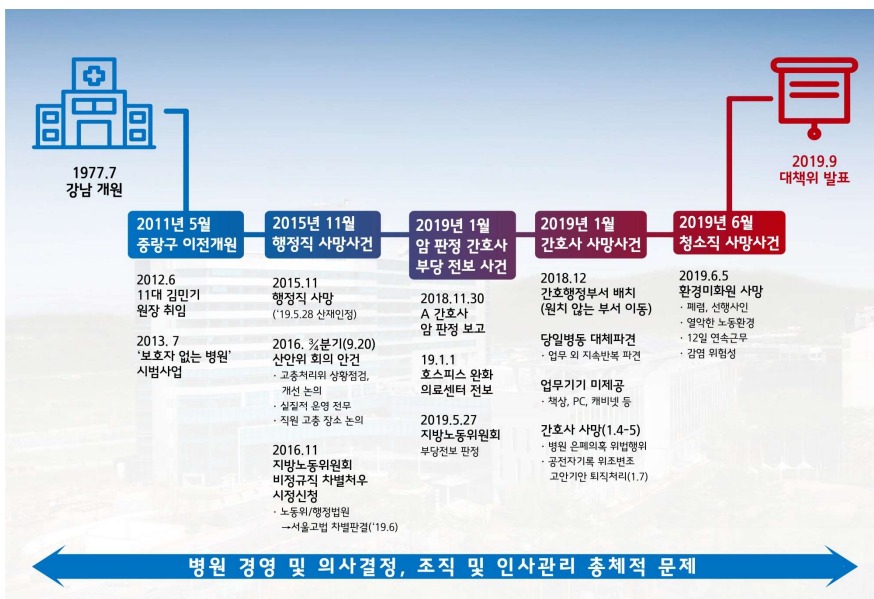 1977.7
강남 개원
2019.9
대책위 발표
2011년 5월
중랑구 이전개원
2012.6
11대 김민기
원장 취임
2013. 7
‘보호자 없는 병원’
시범사업
2015년 11월
행정직 사망사건
2015.11
행정직 사망
(‘19.5.28 산재인정)
2016. ¾분기(9.20)
산안위 회의 안건
· 고충처리위 상황점검,
개선 논의
· 실질적 운영 전무
· 직원 고충 장소 논의
2016.11
지방노동위원회
비정규직 차별처우
시정신청
· 노동위/행정법원
→서울고법 차별판결(‘19.6)
2019년 1월
암 판정 간호사
부당 전보 사건
2018.11.30
A 간호사
암 판정 보고
19.1.1
호스피스 완화
의료센터 전보
2019.5.27
지방노동위원회
부당전보 판정
2019년 1월
간호사 사망사건
2018.12
간호행정부서 배치
(원치 않는 부서 이동)
당일병동 대체파견
· 업무 외 지속반복 파견
업무기기 미제공
· 책상, PC, 캐비넷 등
간호사 사망(1.4-5)
· 병원 은폐의혹 위법행위
· 공전자기록 위조변조
고안기안 퇴직처리(1.7)
2019년 6월
청소직 사망사건
2019.6.5
환경미화원 사망
· 폐렴, 선행사인
· 열악한 노동환경
· 12일 연속근무
· 감염 위험성
병원 경영 및 의사결정, 조직 및 인사관리 총체적 문제